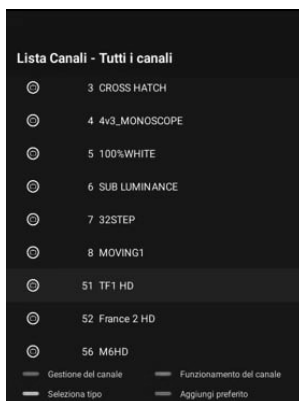 Lista Canali - Tutti i canali
3 CROSS HATCH
4 4v3_MONOSCOPE
5 100%WHITE
6 SUB LUMINANCE
7 32STEP
8 MOVING1
51 TF1 HD
52 France 2 HD
56 M6HD
Gestione del canale Funzionamento del canale
Seleziona tipo Aggiungi preferito